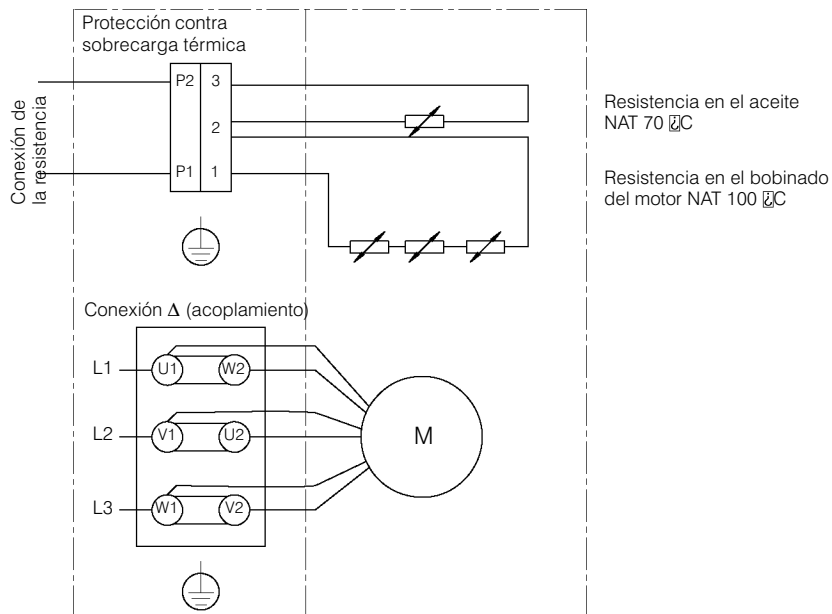 Protección contra
sobrecarga térmica
P2 3
2
P1 1
Conexión de
la resistencia
Resistencia en el aceite
NAT 70 ¿C
Resistencia en el bobinado
del motor NAT 100 ¿C
Conexión Δ (acoplamiento)
L1 U1 W2
L2 V1 U2
L3 W1 V2
M